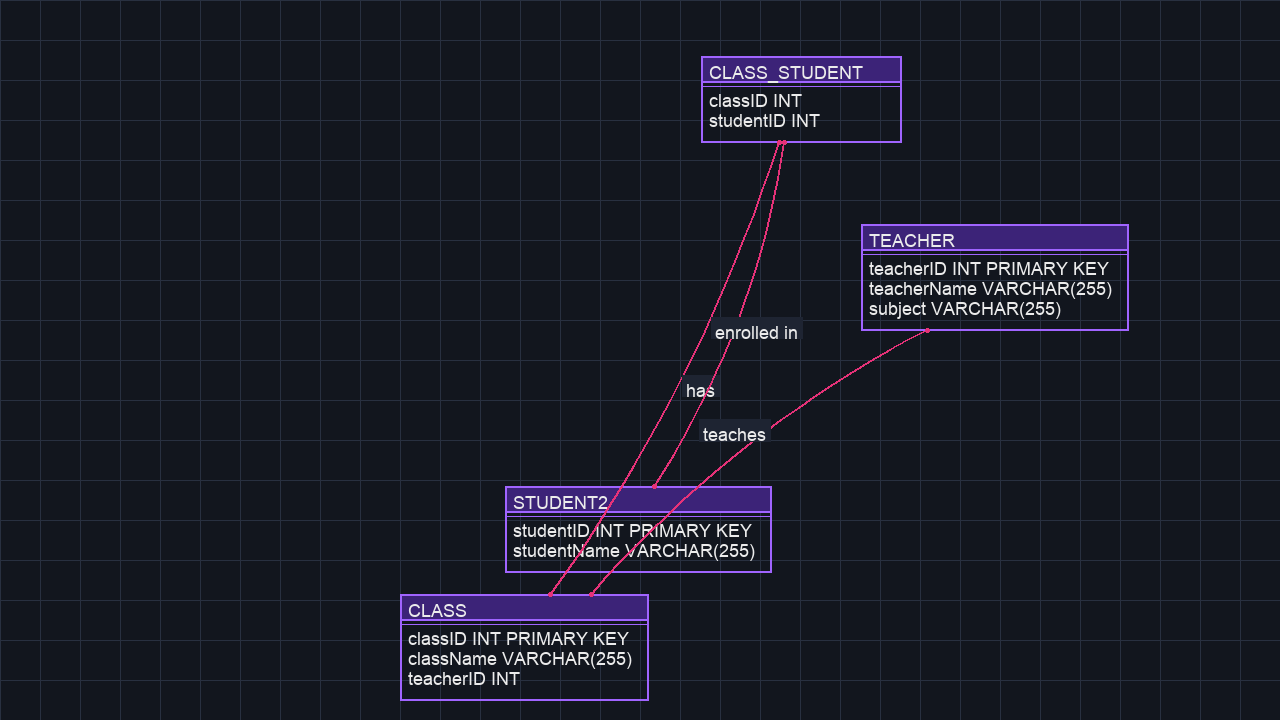 CLASS_STUDENT
classID INT
studentID INT
TEACHER
teacherID INT PRIMARY KEY
teacherName VARCHAR(255)
subject VARCHAR(255)
enrolled in
has
teaches
STUDENT2
studentID INT PRIMARY KEY
studentName VARCHAR(255)
CLASS
classID INT PRIMARY KEY
className VARCHAR(255)
teacherID INT